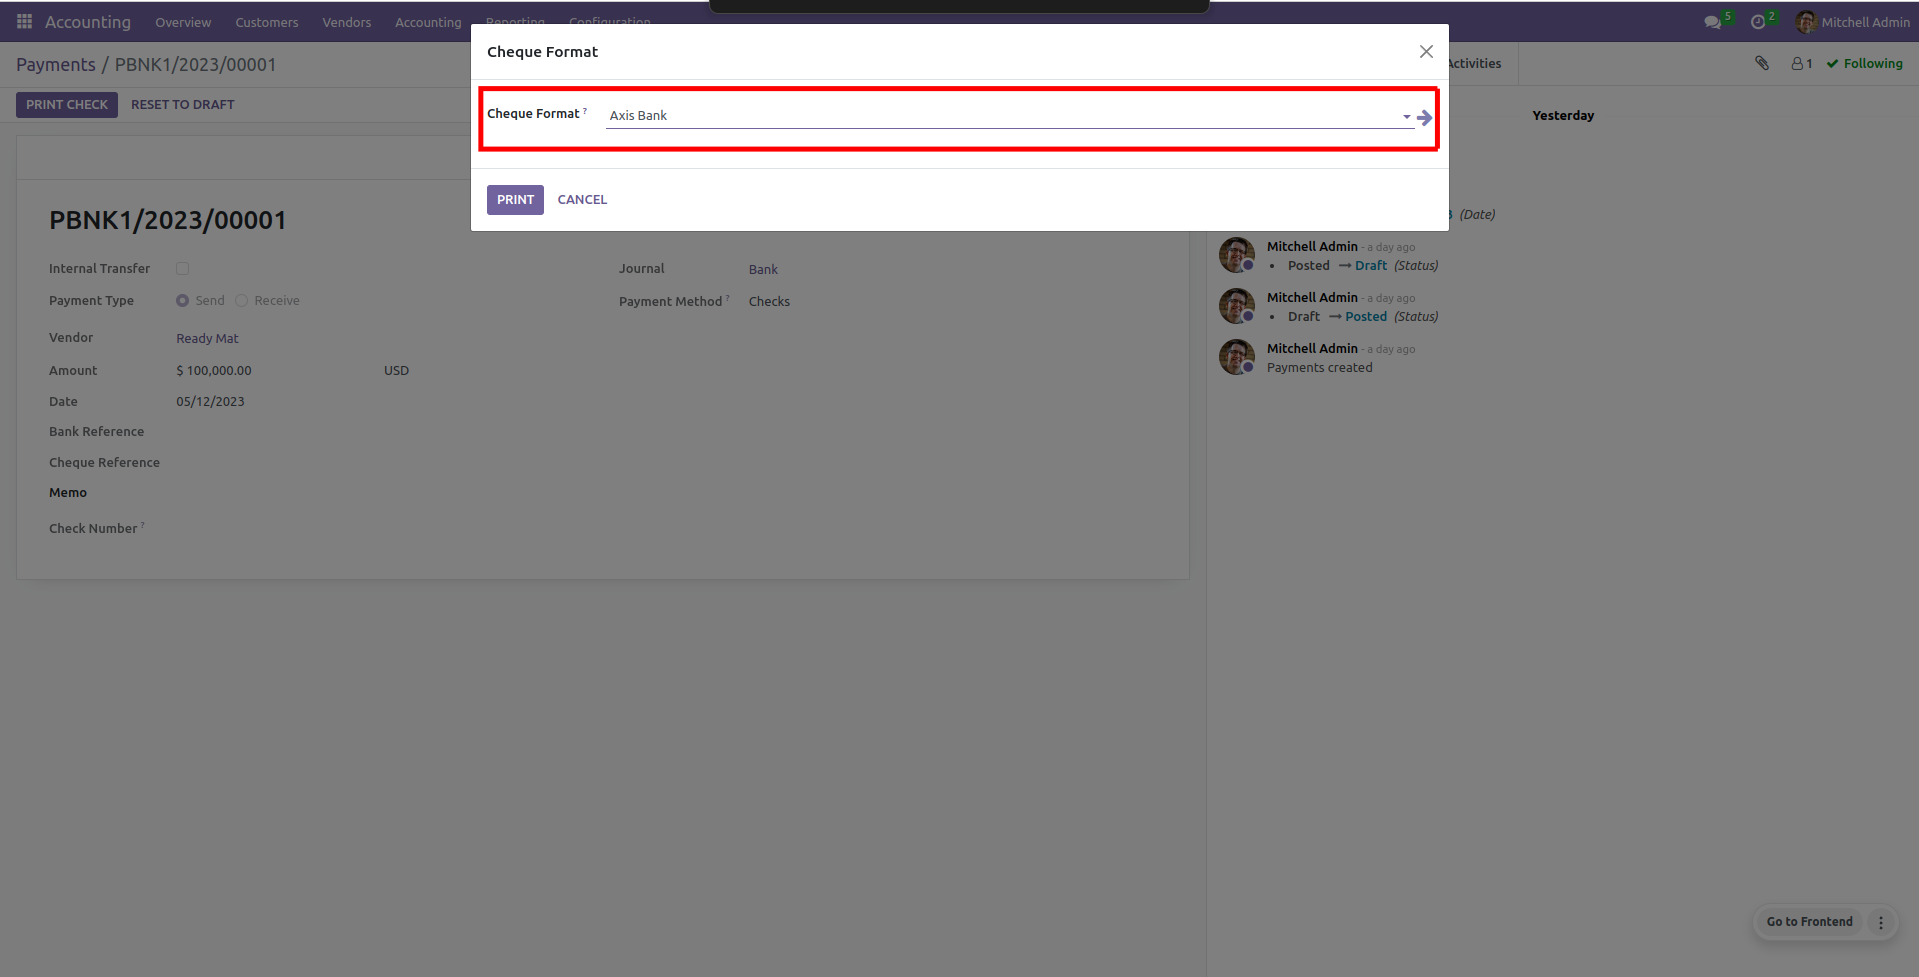 Accounting Overview Customers Vendors Accounting Reporting Configuration 5 2 Mitchell Admin
Cheque Format
Payments / PBNK1/2023/00001
Activities 1 Following
PRINT CHECK RESET TO DRAFT
Cheque Format ? Axis Bank
Yesterday
PRINT CANCEL
PBNK1/2023/00001
(Date)
Mitchell Admin - a day ago
• Posted → Draft (Status)
Internal Transfer
Journal Bank
Payment Type Send Receive
Payment Method ? Checks
Mitchell Admin - a day ago
• Draft → Posted (Status)
Vendor Ready Mat
Mitchell Admin - a day ago
Payments created
Amount $ 100,000.00 USD
Date 05/12/2023
Bank Reference
Cheque Reference
Memo
Check Number ?
Go to Frontend